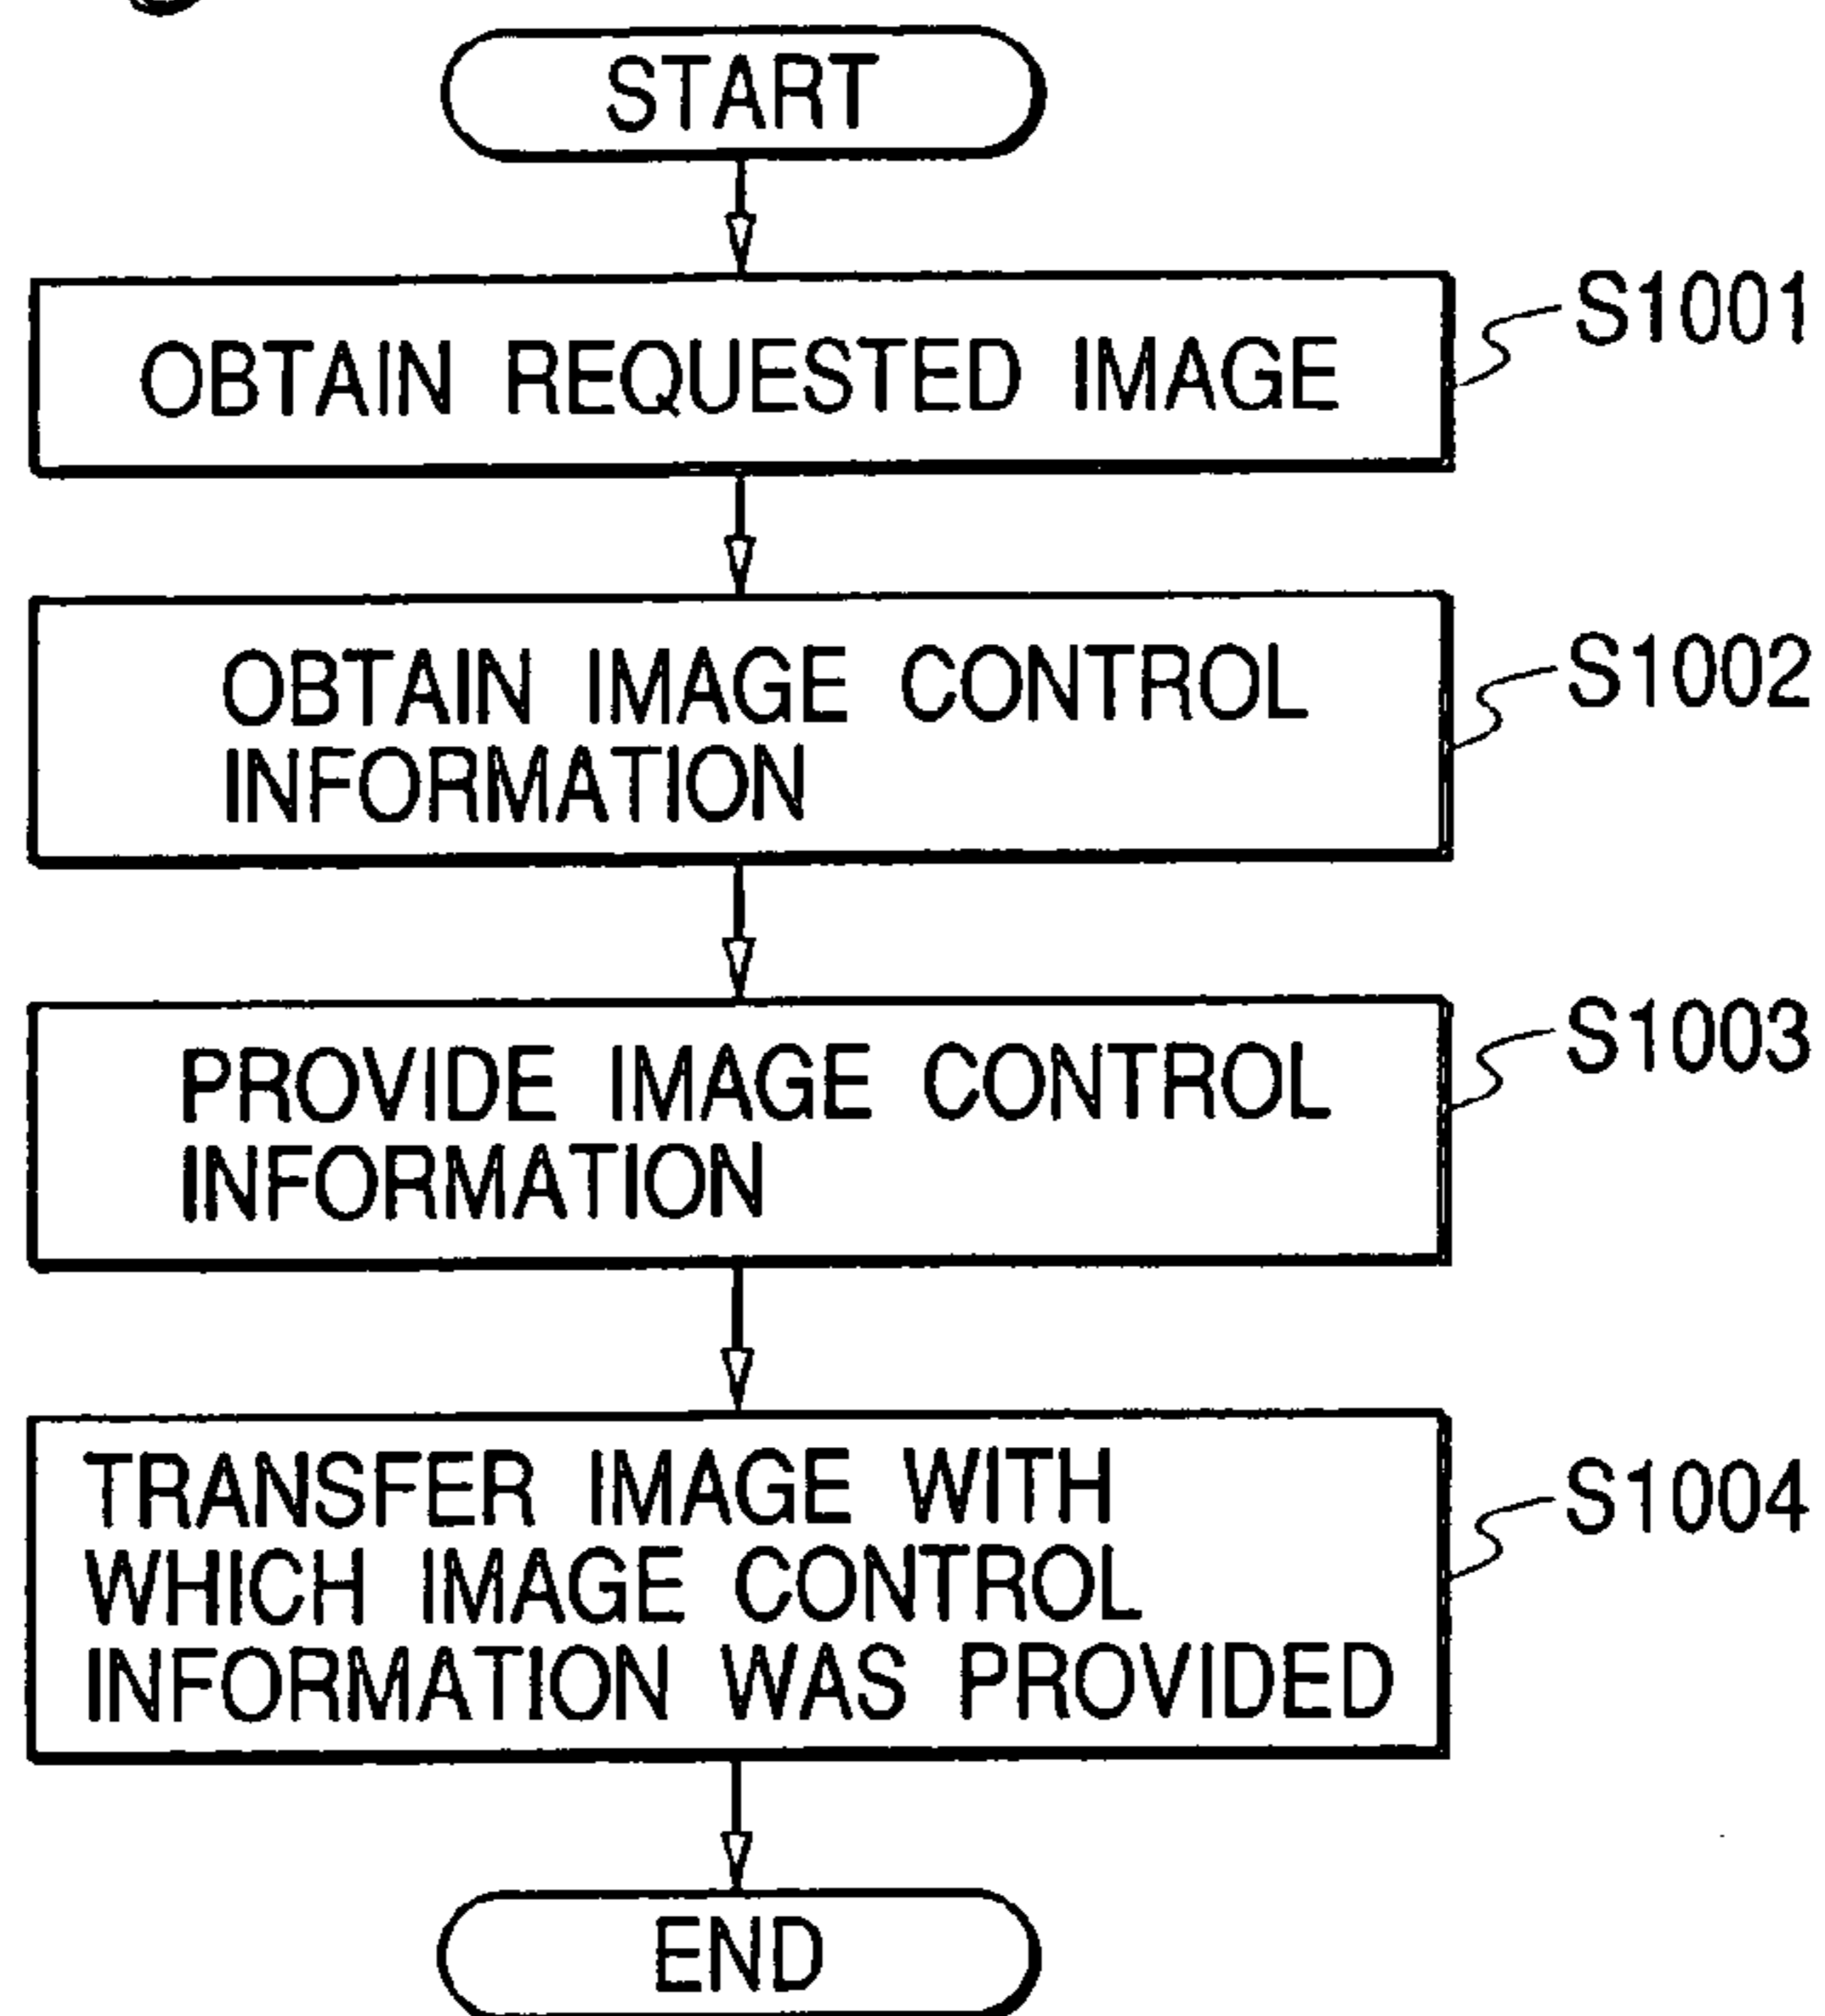 START
OBTAIN REQUESTED IMAGE
S1001
OBTAIN IMAGE CONTROL
INFORMATION
S1002
PROVIDE IMAGE CONTROL
INFORMATION
S1003
TRANSFER IMAGE WITH
WHICH IMAGE CONTROL
INFORMATION WAS PROVIDED
S1004
END